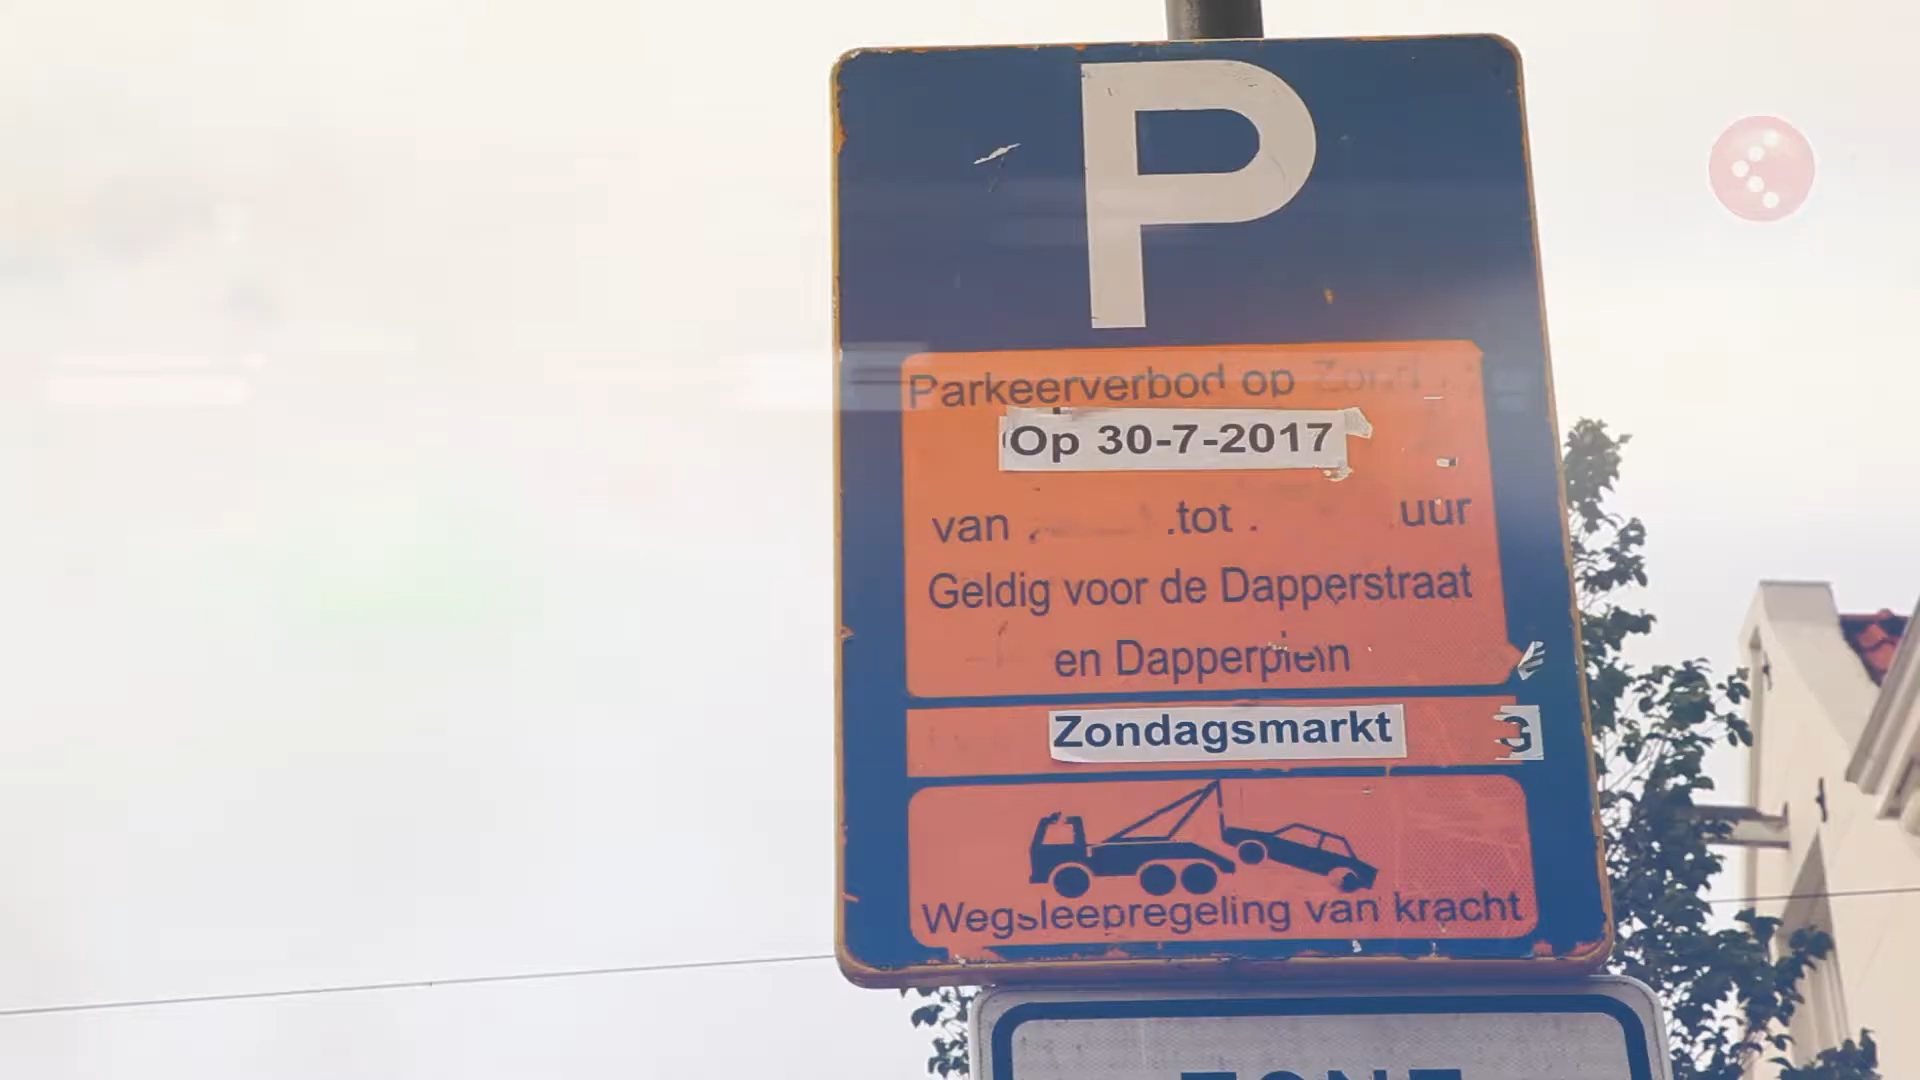 P
Parkeerverbod op
Op 30-7-2017
van tot uur
Geldig voor de Dapperstraat
en Dapperplein
Zondagsmarkt G
Wegsleepregeling van kracht
ZONE